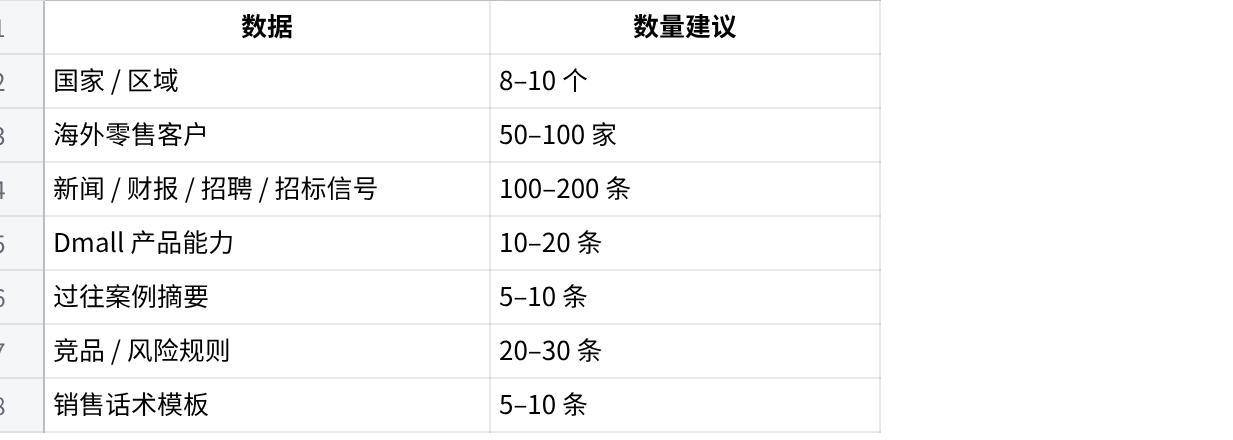 数据 数量建议
国家 / 区域 8–10 个
海外零售客户 50–100 家
新闻 / 财报 / 招聘 / 招标信号 100–200 条
Dmall 产品能力 10–20 条
过往案例摘要 5–10 条
竞品 / 风险规则 20–30 条
销售话术模板 5–10 条